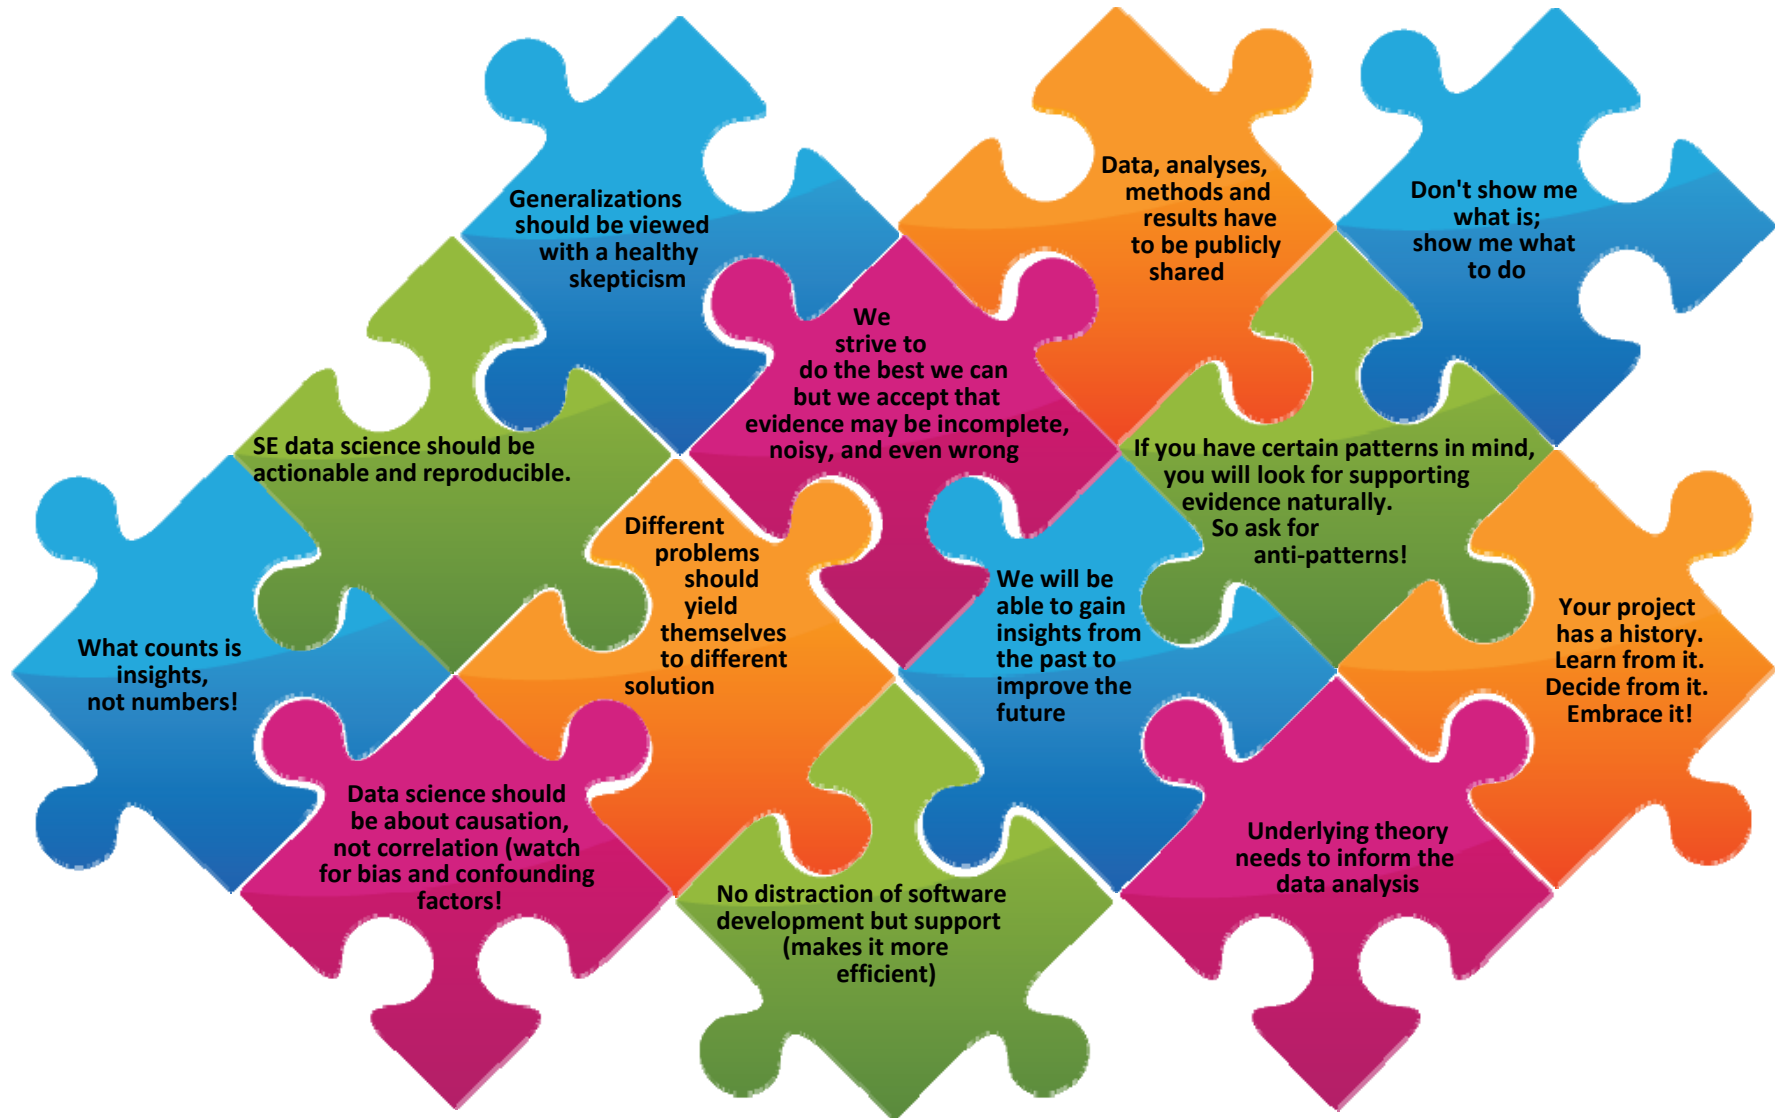 Generalizations
should be viewed
with a healthy
skepticism
Data, analyses,
methods and
results have
to be publicly
shared
Don't show me
what is;
show me what
to do
We
strive to
do the best we can
but we accept that
evidence may be incomplete,
noisy, and even wrong
SE data science should be
actionable and reproducible.
If you have certain patterns in mind,
you will look for supporting
evidence naturally.
So ask for
anti-patterns!
What counts is
insights,
not numbers!
Different
problems
should
yield
themselves
to different
solution
We will be
able to gain
insights from
the past to
improve the
future
Your project
has a history.
Learn from it.
Decide from it.
Embrace it!
Data science should
be about causation,
not correlation (watch
for bias and confounding
factors!
No distraction of software
development but support
(makes it more
efficient)
Underlying theory
needs to inform the
data analysis